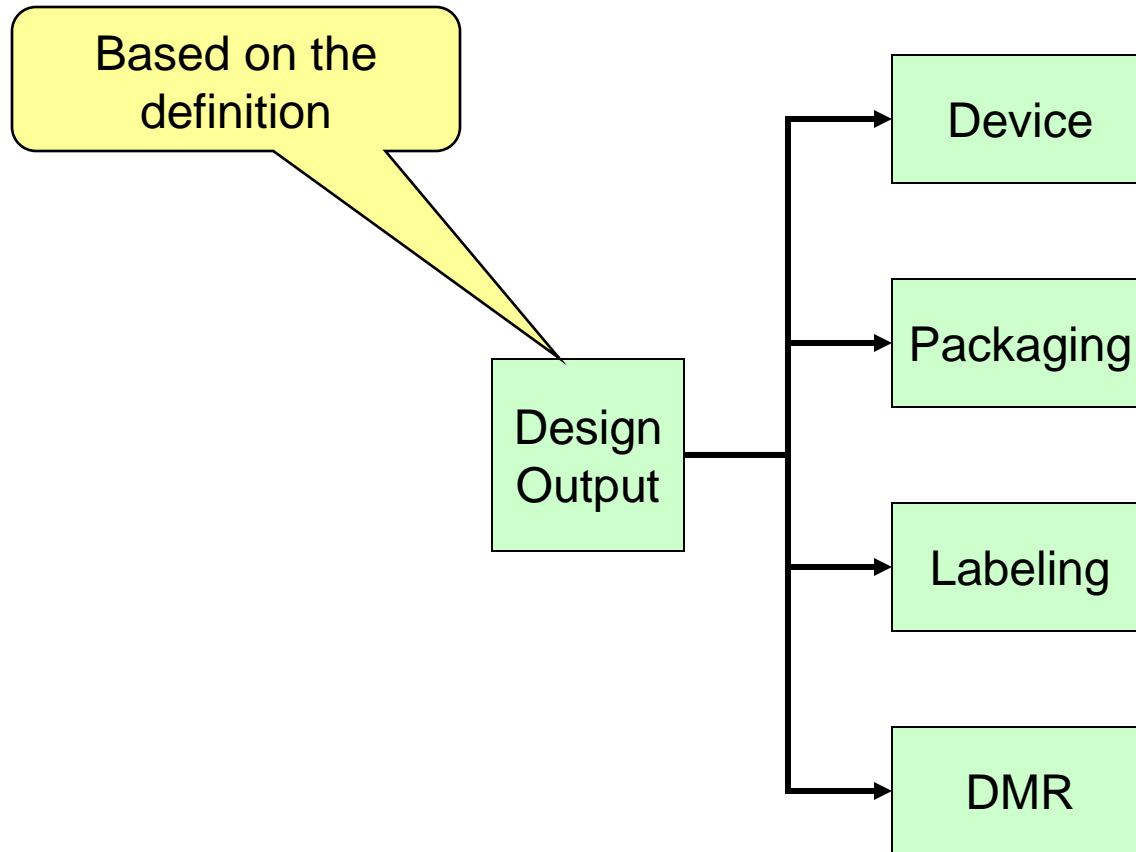 Based on the
definition
Design
Output
Device
Packaging
Labeling
DMR